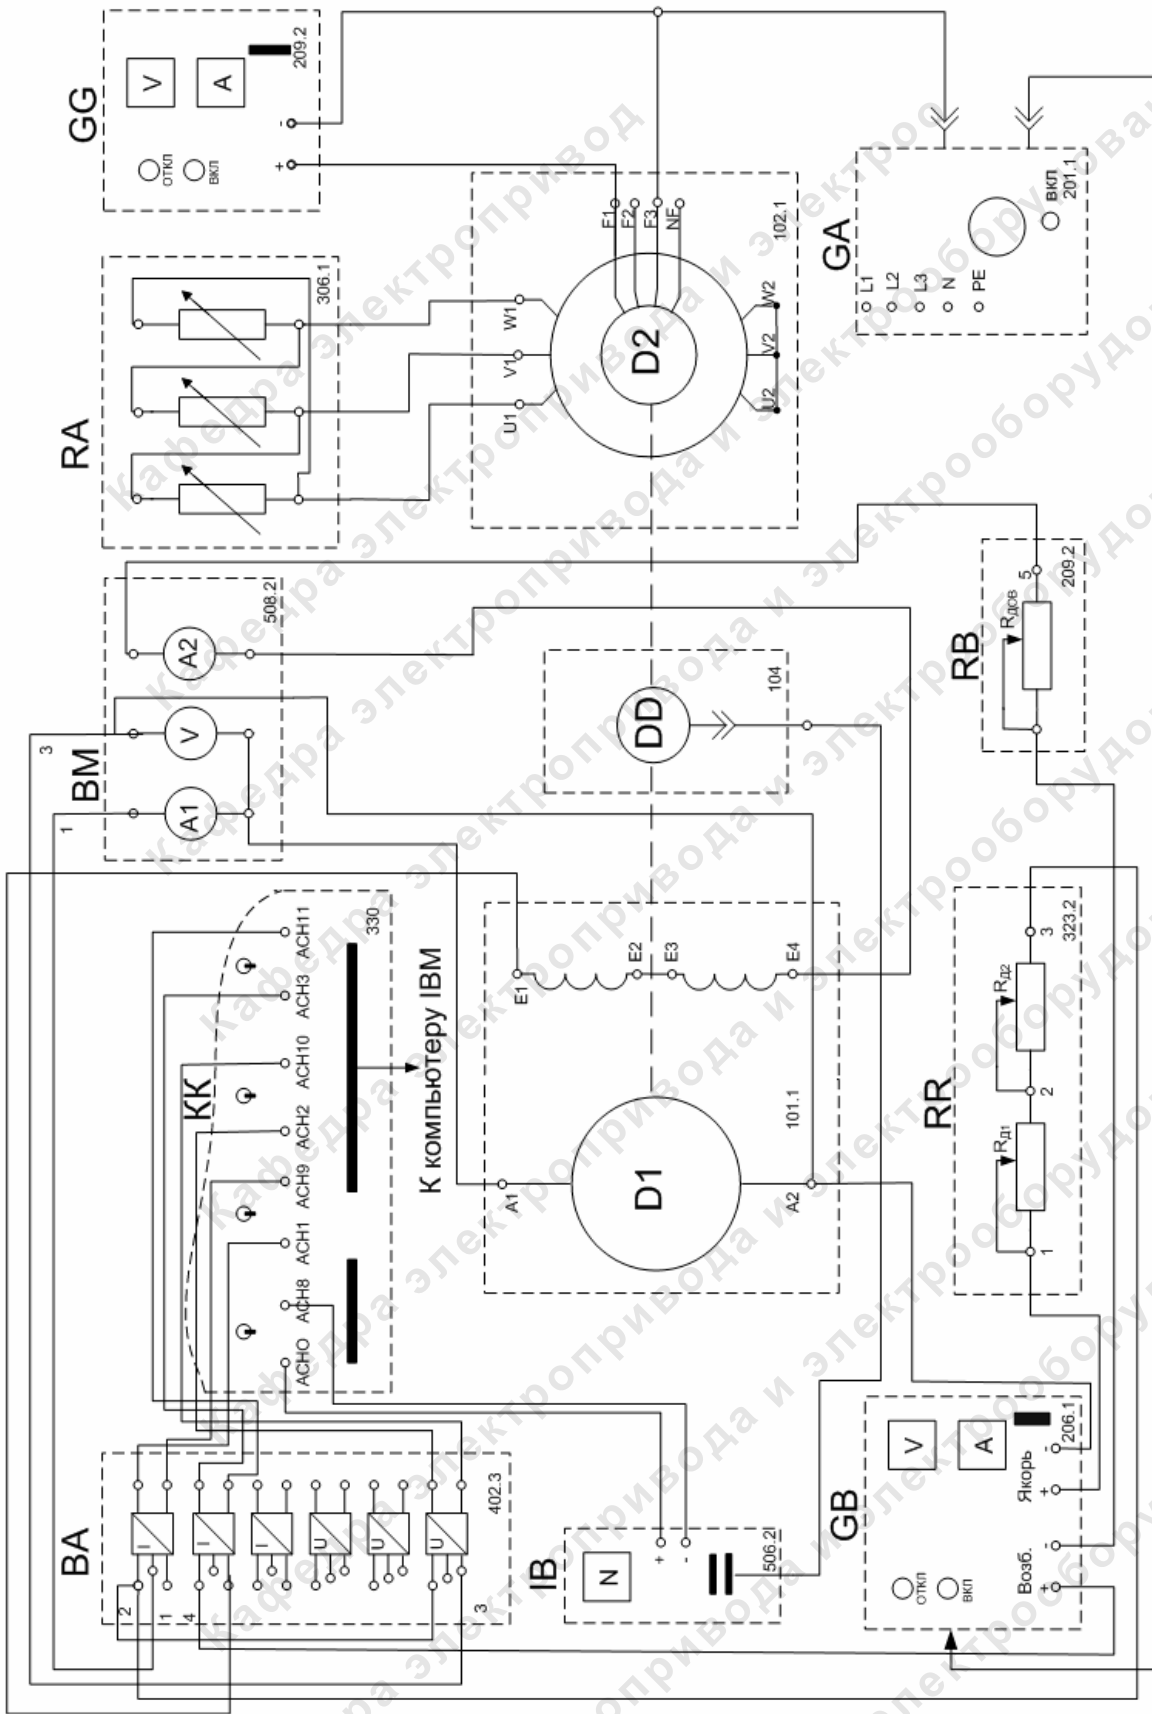 GG
V
A
209.2
ОТКЛ
ВКЛ
+
-
RA
306.1
W1
V1
U1
F1
F2
F3
NF
102.1
D2
W2
V2
U2
GA
L1
L2
L3
N
PE
ВКЛ
201.1
BM
508.2
A2
V
A1
3
1
DD
104
RB
5
RДОВ
209.2
КК
330
ACH11
ACH3
ACH10
ACH2
ACH9
ACH1
ACH8
ACHO
К компьютеру IBM
E1
E2
E3
E4
A1
D1
A2
101.1
RR
323.2
3
RД2
2
RД1
1
BA
402.3
I
I
I
U
U
U
2
1
4
3
IB
N
+
-
506.2
GB
V
A
206.1
ОТКЛ
ВКЛ
Якорь
+
-
Возб.
+
-
Кафедра электропривода и электрооборудования